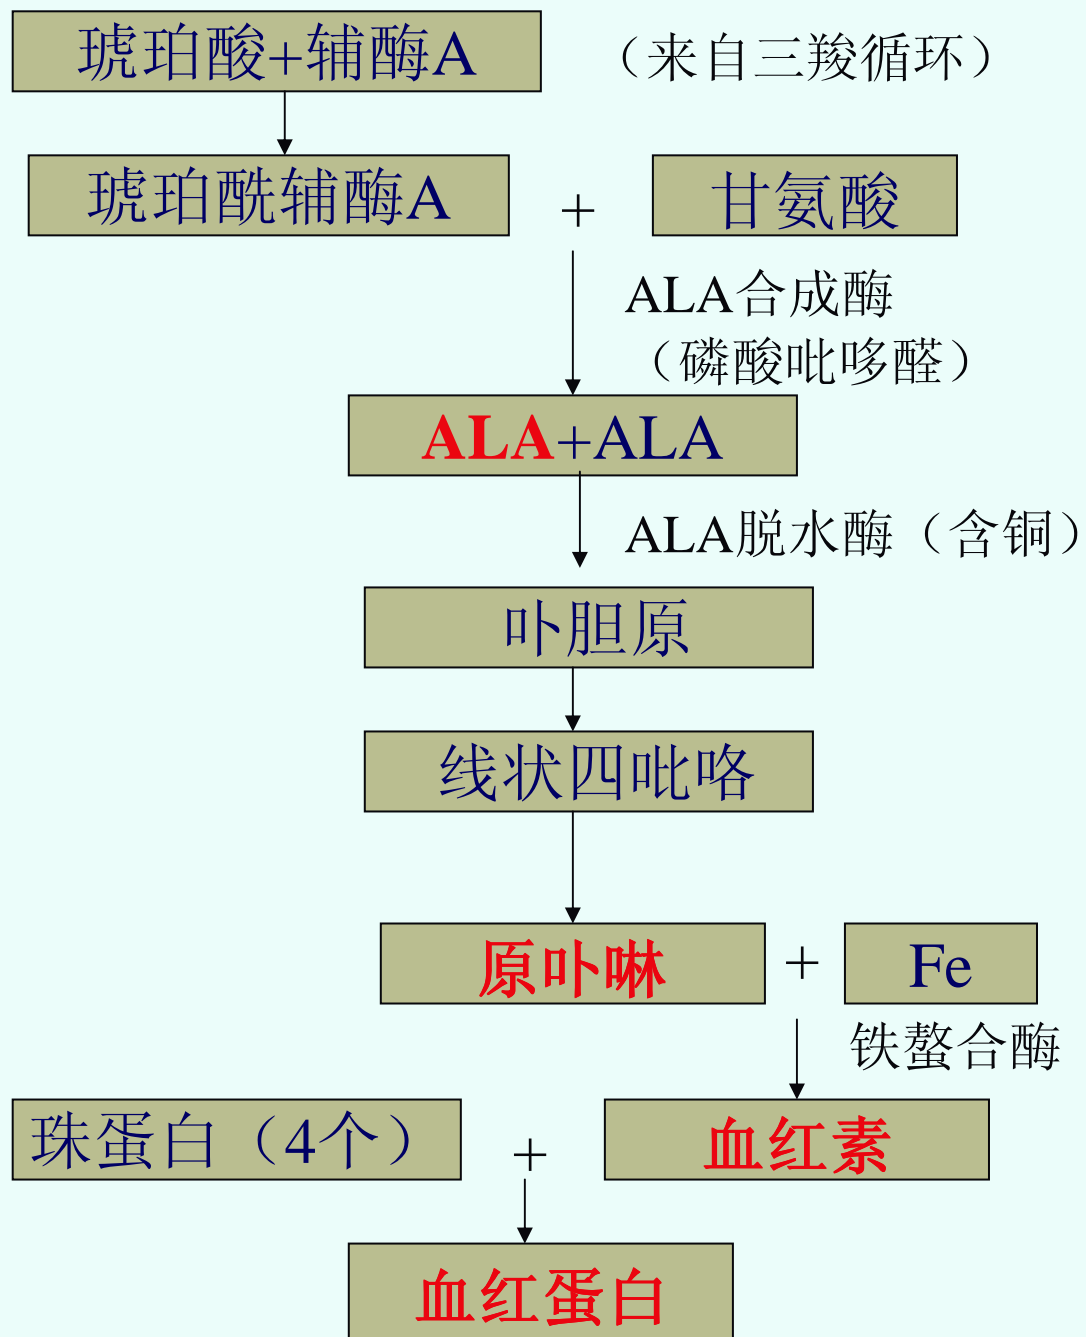 琥珀酸+辅酶A （来自三羧循环）
琥珀酰辅酶A + 甘氨酸
ALA合成酶
（磷酸吡哆醛）
ALA+ALA
ALA脱水酶（含铜）
卟胆原
线状四吡咯
原卟啉 + Fe
铁螯合酶
珠蛋白（4个） + 血红素
血红蛋白